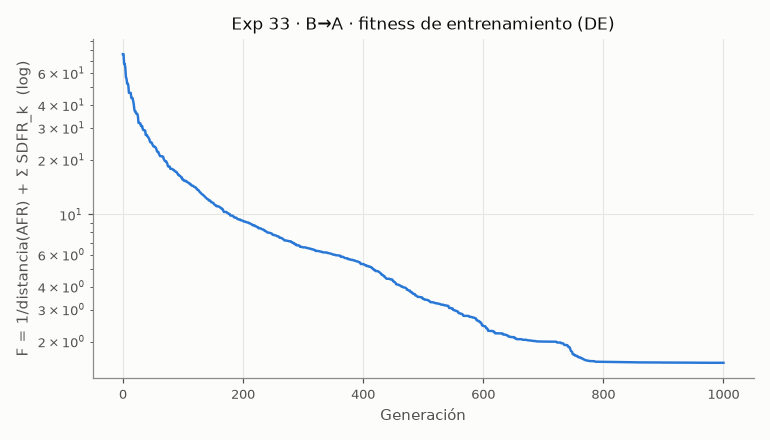 Exp 33 · B→A · fitness de entrenamiento (DE)
F = 1/distancia(AFR) + Σ SDFR_k (log)
6 × 10¹
4 × 10¹
3 × 10¹
2 × 10¹
10¹
6 × 10⁰
4 × 10⁰
3 × 10⁰
2 × 10⁰
0 200 400 600 800 1000
Generación